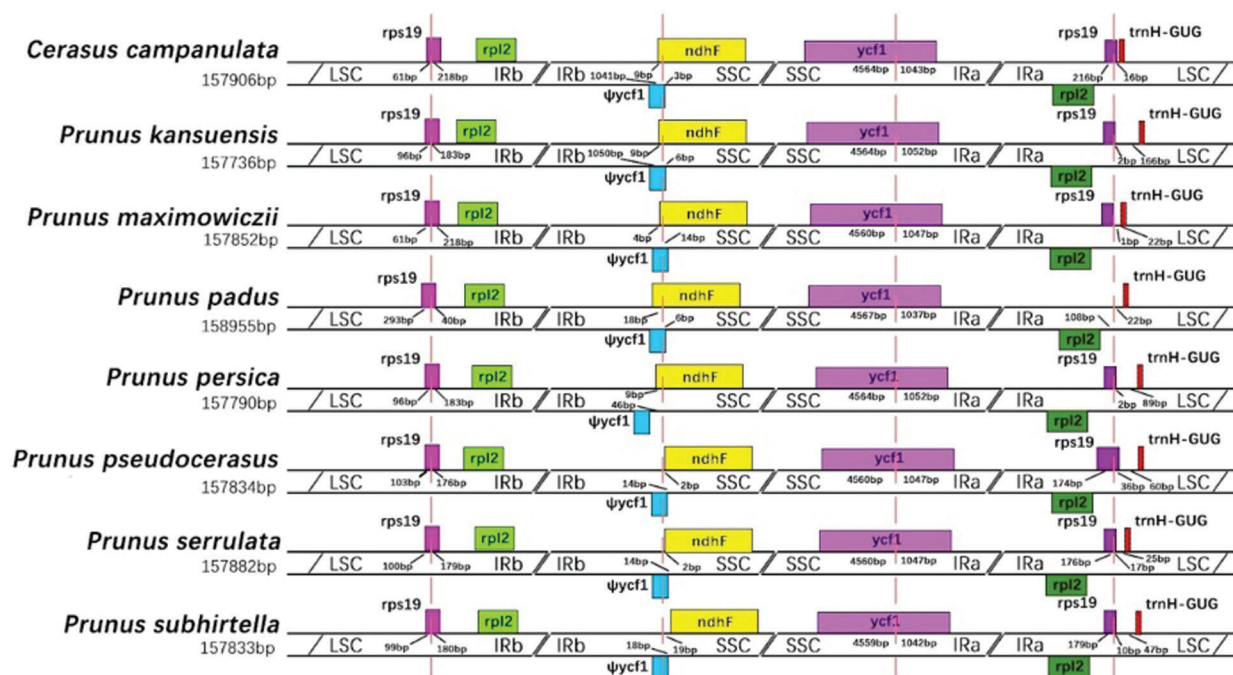 rps19 rpl2 ndhF ycf1 rps19 trnH-GUG
Cerasus campanulata
157906bp
LSC 61bp 218bp IRb IRb 1041bp 9bp 3bp SSC SSC 4564bp 1043bp IRa IRa 216bp 16bp LSC
ψycf1 rpl2
rps19 rpl2 ndhF ycf1 rps19 trnH-GUG
Prunus kansuensis
157736bp
LSC 96bp 183bp IRb IRb 1050bp 9bp 6bp SSC SSC 4564bp 1052bp IRa IRa 2bp 166bp LSC
ψycf1 rpl2
rps19 rpl2 ndhF ycf1 rps19 trnH-GUG
Prunus maximowiczii
157852bp
LSC 61bp 218bp IRb IRb 4bp 14bp SSC SSC 4560bp 1047bp IRa IRa 1bp 22bp LSC
ψycf1 rpl2
rps19 rpl2 ndhF ycf1 trnH-GUG
Prunus padus
158955bp
LSC 293bp 40bp IRb IRb 18bp 6bp SSC SSC 4567bp 1037bp IRa IRa 108bp 22bp LSC
ψycf1 rpl2
rps19 rpl2 ndhF ycf1 rps19 trnH-GUG
Prunus persica
157790bp
LSC 96bp 183bp IRb IRb 9bp 46bp SSC SSC 4564bp 1052bp IRa IRa 2bp 89bp LSC
ψycf1 rpl2
rps19 rpl2 ndhF ycf1 rps19 trnH-GUG
Prunus pseudocerasus
157834bp
LSC 103bp 176bp IRb IRb 14bp 2bp SSC SSC 4560bp 1047bp IRa IRa 174bp 36bp 60bp LSC
ψycf1 rpl2
rps19 rpl2 ndhF ycf1 rps19 trnH-GUG
Prunus serrulata
157882bp
LSC 100bp 179bp IRb IRb 14bp 2bp SSC SSC 4560bp 1047bp IRa IRa 176bp 17bp 25bp LSC
ψycf1 rpl2
rps19 rpl2 ndhF ycf1 rps19 trnH-GUG
Prunus subhirtella
157833bp
LSC 99bp 180bp IRb IRb 18bp 19bp SSC SSC 4559bp 1042bp IRa IRa 179bp 10bp 47bp LSC
ψycf1 rpl2